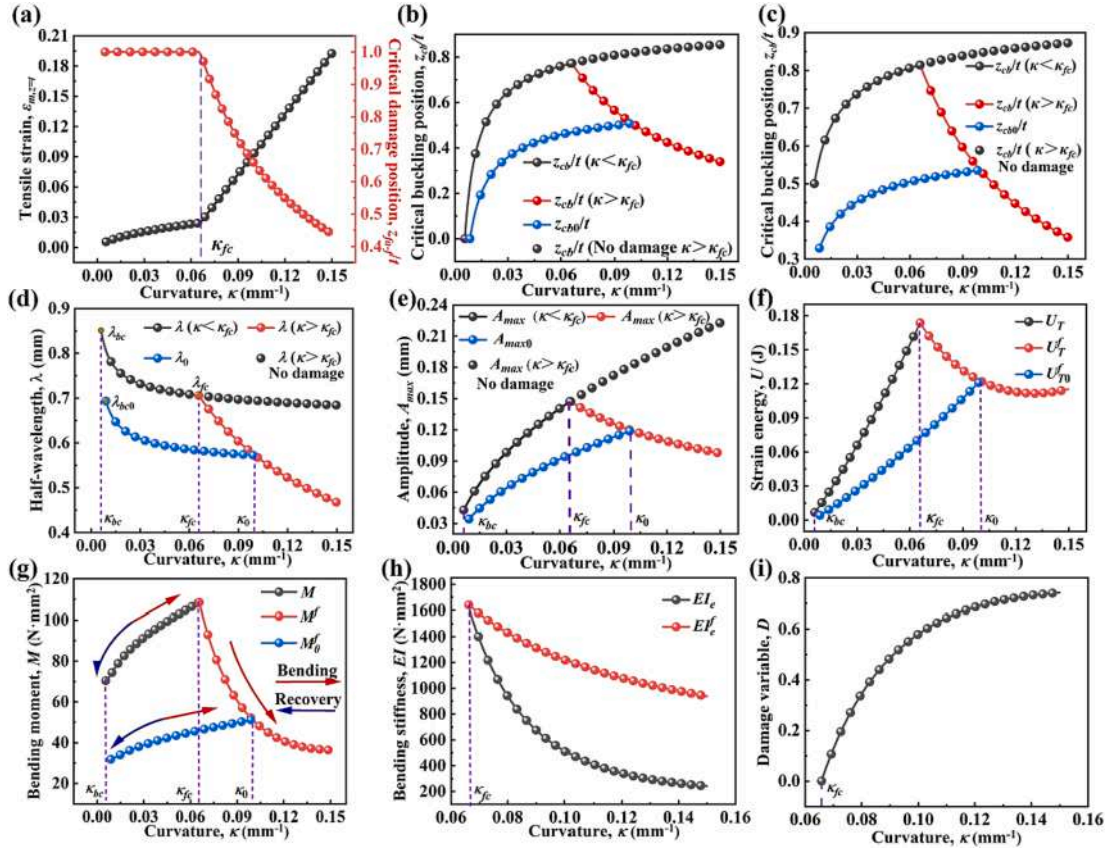 (a)
Tensile strain, εm,z=t
0.21
0.18
0.15
0.12
0.09
0.06
0.03
0.00
1.0
0.9
0.8
0.7
0.6
0.5
0.4
κfc
0.00 0.03 0.06 0.09 0.12 0.15
Curvature, κ (mm-1)
(b)
Critical buckling position, zcb/t
0.8
0.6
0.4
0.2
0.0
zcb/t (κ<κfc)
zcb/t (κ>κfc)
zcb0/t
zcb/t (No damage κ>κfc)
0.00 0.03 0.06 0.09 0.12 0.15
Curvature, κ (mm-1)
(c)
Critical buckling position, zcb/t
0.9
0.8
0.7
0.6
0.5
0.4
0.3
zcb/t (κ<κfc)
zcb/t (κ>κfc)
zcb0/t
zcb/t (κ>κfc)
No damage
0.00 0.03 0.06 0.09 0.12 0.15
Curvature, κ (mm-1)
(d)
Half-wavelength, λ (mm)
0.9
0.8
0.7
0.6
0.5
0.4
λbc
λ (κ<κfc)
λ (κ>κfc)
λ0
λ (κ>κfc)
No damage
λbc0
λfc
κbc
κfc
κ0
0.00 0.03 0.06 0.09 0.12 0.15
Curvature, κ (mm-1)
(e)
Amplitude, Amax (mm)
0.24
0.21
0.18
0.15
0.12
0.09
0.06
0.03
Amax (κ<κfc)
Amax (κ>κfc)
Amax0
Amax (κ>κfc)
No damage
κbc
κfc
κ0
0.00 0.03 0.06 0.09 0.12 0.15
Curvature, κ (mm-1)
(f)
Strain energy, U (J)
0.18
0.15
0.12
0.09
0.06
0.03
0.00
UT
UTf
UT0f
κbc
κfc
κ0
0.00 0.03 0.06 0.09 0.12 0.15
Curvature, κ (mm-1)
(g)
Bending moment, M (N·mm2)
120
100
80
60
40
20
M
Mf
M0f
Bending
Recovery
κbc
κfc
κ0
0.00 0.03 0.06 0.09 0.12 0.15
Curvature, κ (mm-1)
(h)
Bending stiffness, EI (N·mm2)
1800
1600
1400
1200
1000
800
600
400
200
EIe
EIef
κfc
0.06 0.08 0.10 0.12 0.14 0.16
Curvature, κ (mm-1)
(i)
Damage variable, D
0.8
0.6
0.4
0.2
0.0
κfc
0.06 0.08 0.10 0.12 0.14 0.16
Curvature, κ (mm-1)